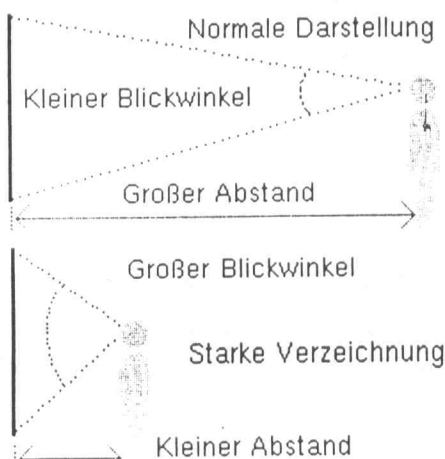 Normale Darstellung
Kleiner Blickwinkel
Großer Abstand
Großer Blickwinkel
Starke Verzeichnung
Kleiner Abstand